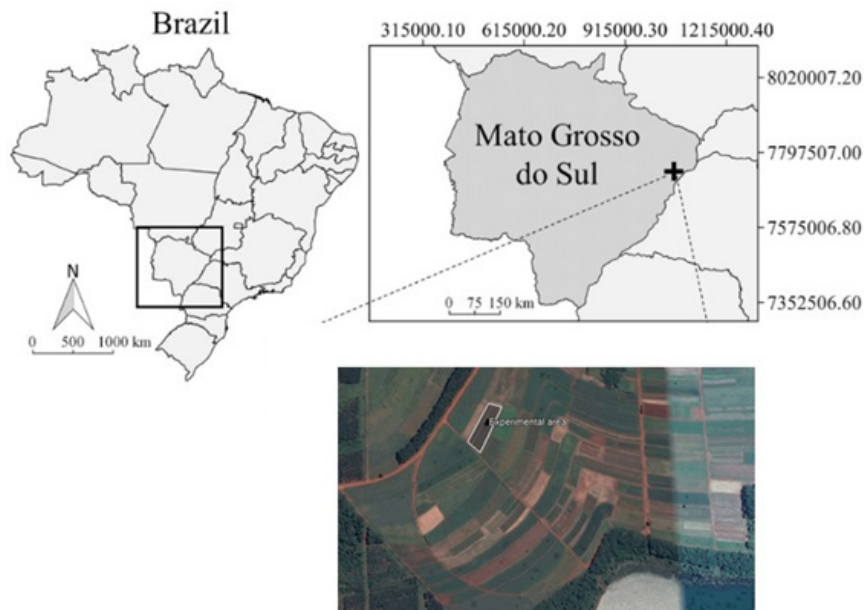 Brazil
N
0 500 1000 km
315000.10 615000.20 915000.30 1215000.40
8020007.20
7797507.00
7575006.80
7352506.60
Mato Grosso
do Sul
0 75 150 km
Experimental area